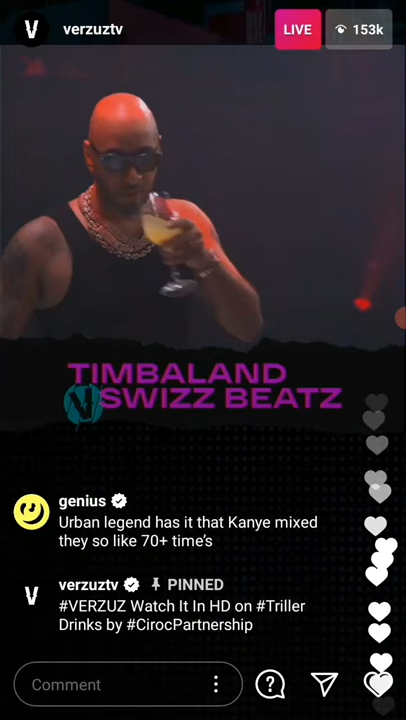 verzuztv
LIVE
153k
TIMBALAND
SWIZZ BEATZ
genius
Urban legend has it that Kanye mixed
they so like 70+ time's
verzuztv PINNED
#VERZUZ Watch It In HD on #Triller
Drinks by #CirocPartnership
Comment